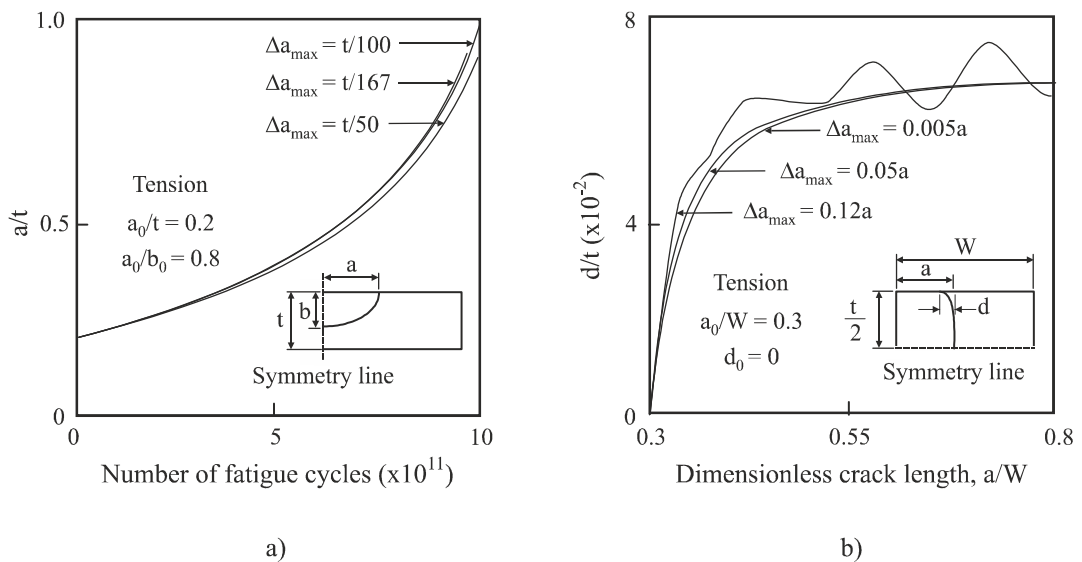 1.0
Δa_max = t/100
Δa_max = t/167
Δa_max = t/50
Tension
a_0/t = 0.2
a_0/b_0 = 0.8
a/t
0.5
a
t
b
Symmetry line
0
0
5
10
Number of fatigue cycles (x10^11)
a)
8
Δa_max = 0.005a
Δa_max = 0.05a
Δa_max = 0.12a
d/t (x10^-2)
4
W
a
t/2
d
Tension
a_0/W = 0.3
d_0 = 0
Symmetry line
0
0.3
0.55
0.8
Dimensionless crack length, a/W
b)